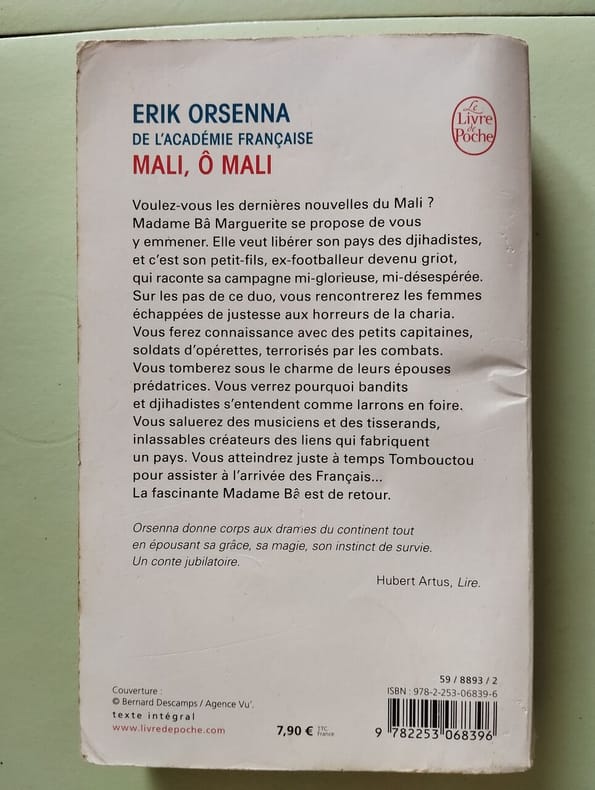 ERIK ORSENNA
DE L'ACADÉMIE FRANÇAISE
MALI, Ô MALI
Le
Livre
de
Poche
Voulez-vous les dernières nouvelles du Mali ?
Madame Bâ Marguerite se propose de vous
y emmener. Elle veut libérer son pays des djihadistes,
et c'est son petit-fils, ex-footballeur devenu griot,
qui raconte sa campagne mi-glorieuse, mi-désespérée.
Sur les pas de ce duo, vous rencontrerez les femmes
échappées de justesse aux horreurs de la charia.
Vous ferez connaissance avec des petits capitaines,
soldats d'opérettes, terrorisés par les combats.
Vous tomberez sous le charme de leurs épouses
prédatrices. Vous verrez pourquoi bandits
et djihadistes s'entendent comme larrons en foire.
Vous saluerez des musiciens et des tisserands,
inlassables créateurs des liens qui fabriquent
un pays. Vous atteindrez juste à temps Tombouctou
pour assister à l'arrivée des Français...
La fascinante Madame Bâ est de retour.
Orsenna donne corps aux drames du continent tout
en épousant sa grâce, sa magie, son instinct de survie.
Un conte jubilatoire.
Hubert Artus, Lire.
Couverture :
© Bernard Descamps / Agence Vu'.
texte intégral
www.livredepoche.com
7,90 € TTC
France
59 / 8893 / 2
ISBN : 978-2-253-06839-6
9 782253 068396